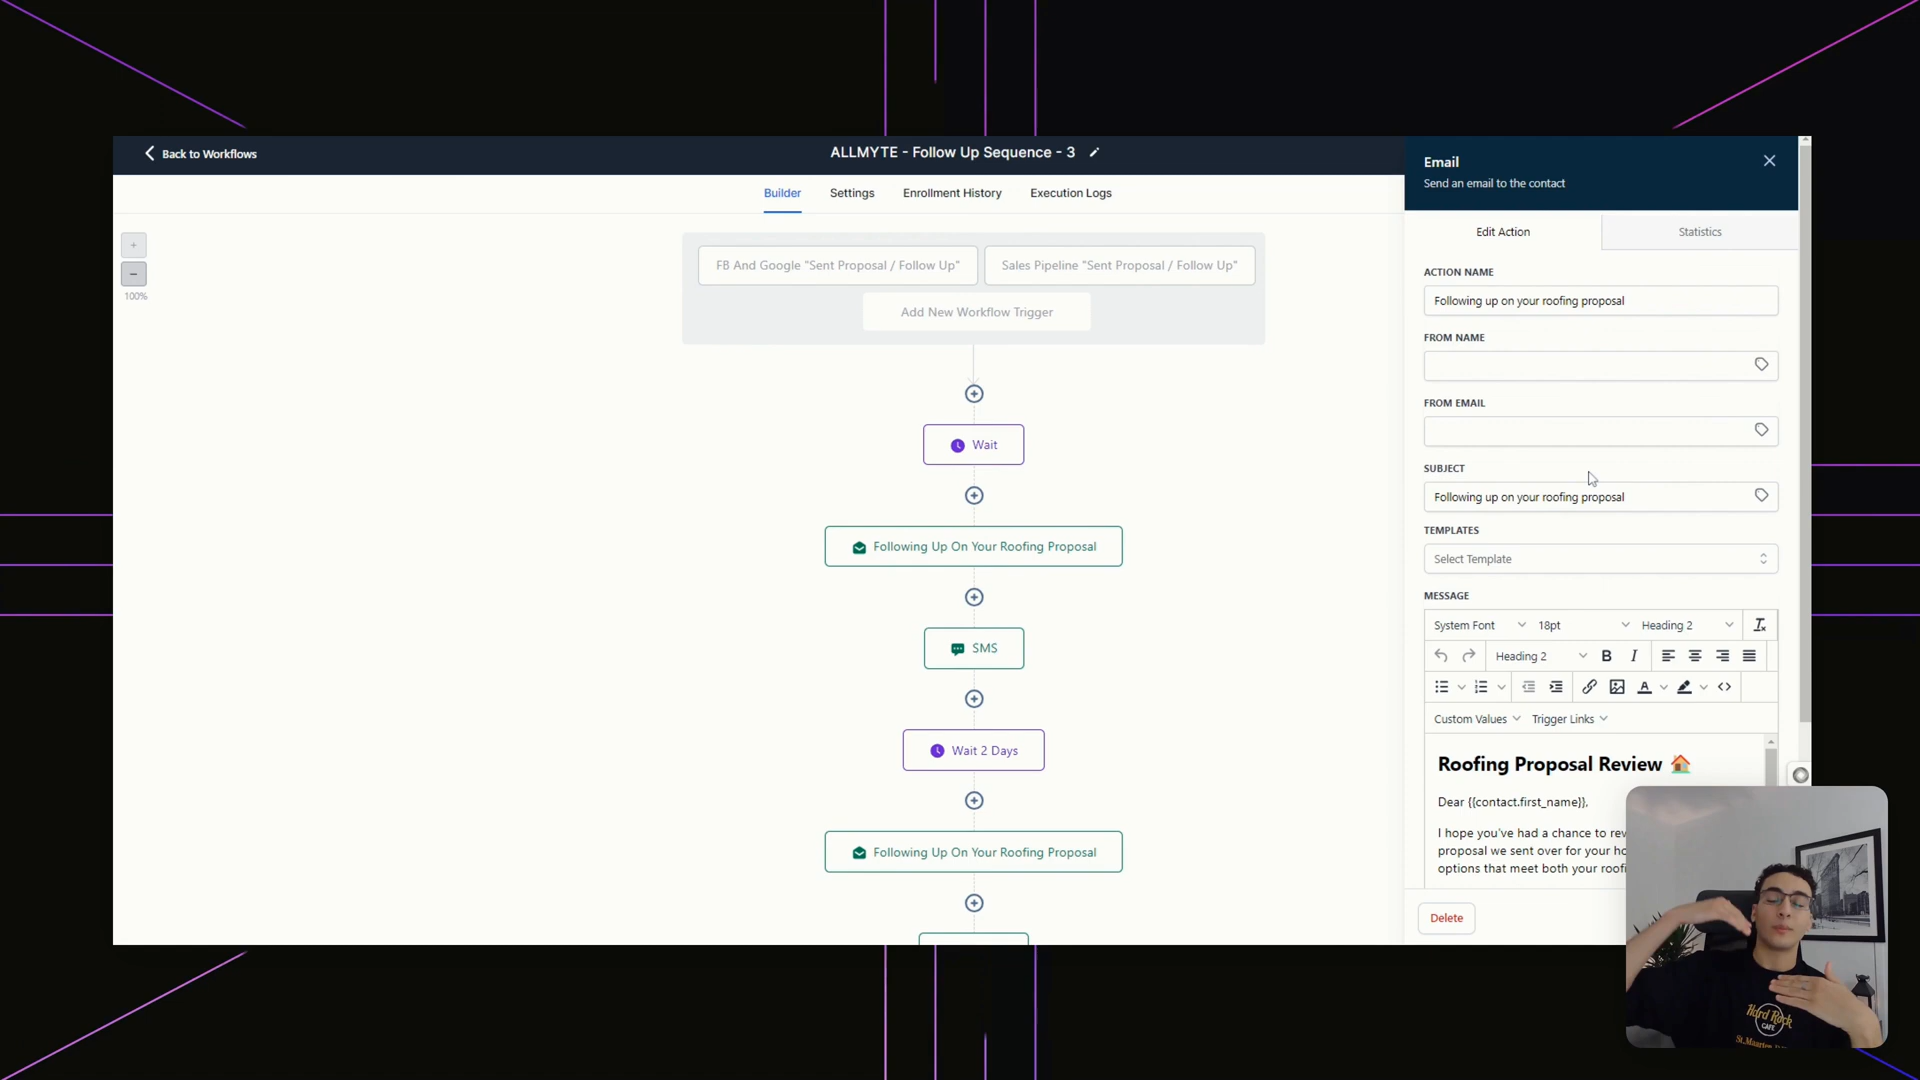 Back to Workflows
ALLMYTE - Follow Up Sequence - 3
Builder
Settings
Enrollment History
Execution Logs
+
-
100%
FB And Google "Sent Proposal / Follow Up"
Sales Pipeline "Sent Proposal / Follow Up"
Add New Workflow Trigger
Wait
Following Up On Your Roofing Proposal
SMS
Wait 2 Days
Following Up On Your Roofing Proposal
Email
Send an email to the contact
Edit Action
Statistics
ACTION NAME
Following up on your roofing proposal
FROM NAME
FROM EMAIL
SUBJECT
Following up on your roofing proposal
TEMPLATES
Select Template
MESSAGE
System Font
18pt
Heading 2
Heading 2
B
I
A
Custom Values
Trigger Links
Roofing Proposal Review 🏠
Dear {{contact.first_name}},
I hope you've had a chance to
proposal we sent over for your
options that meet both your
Delete
Hard Rock
CAFE
St. Maarten